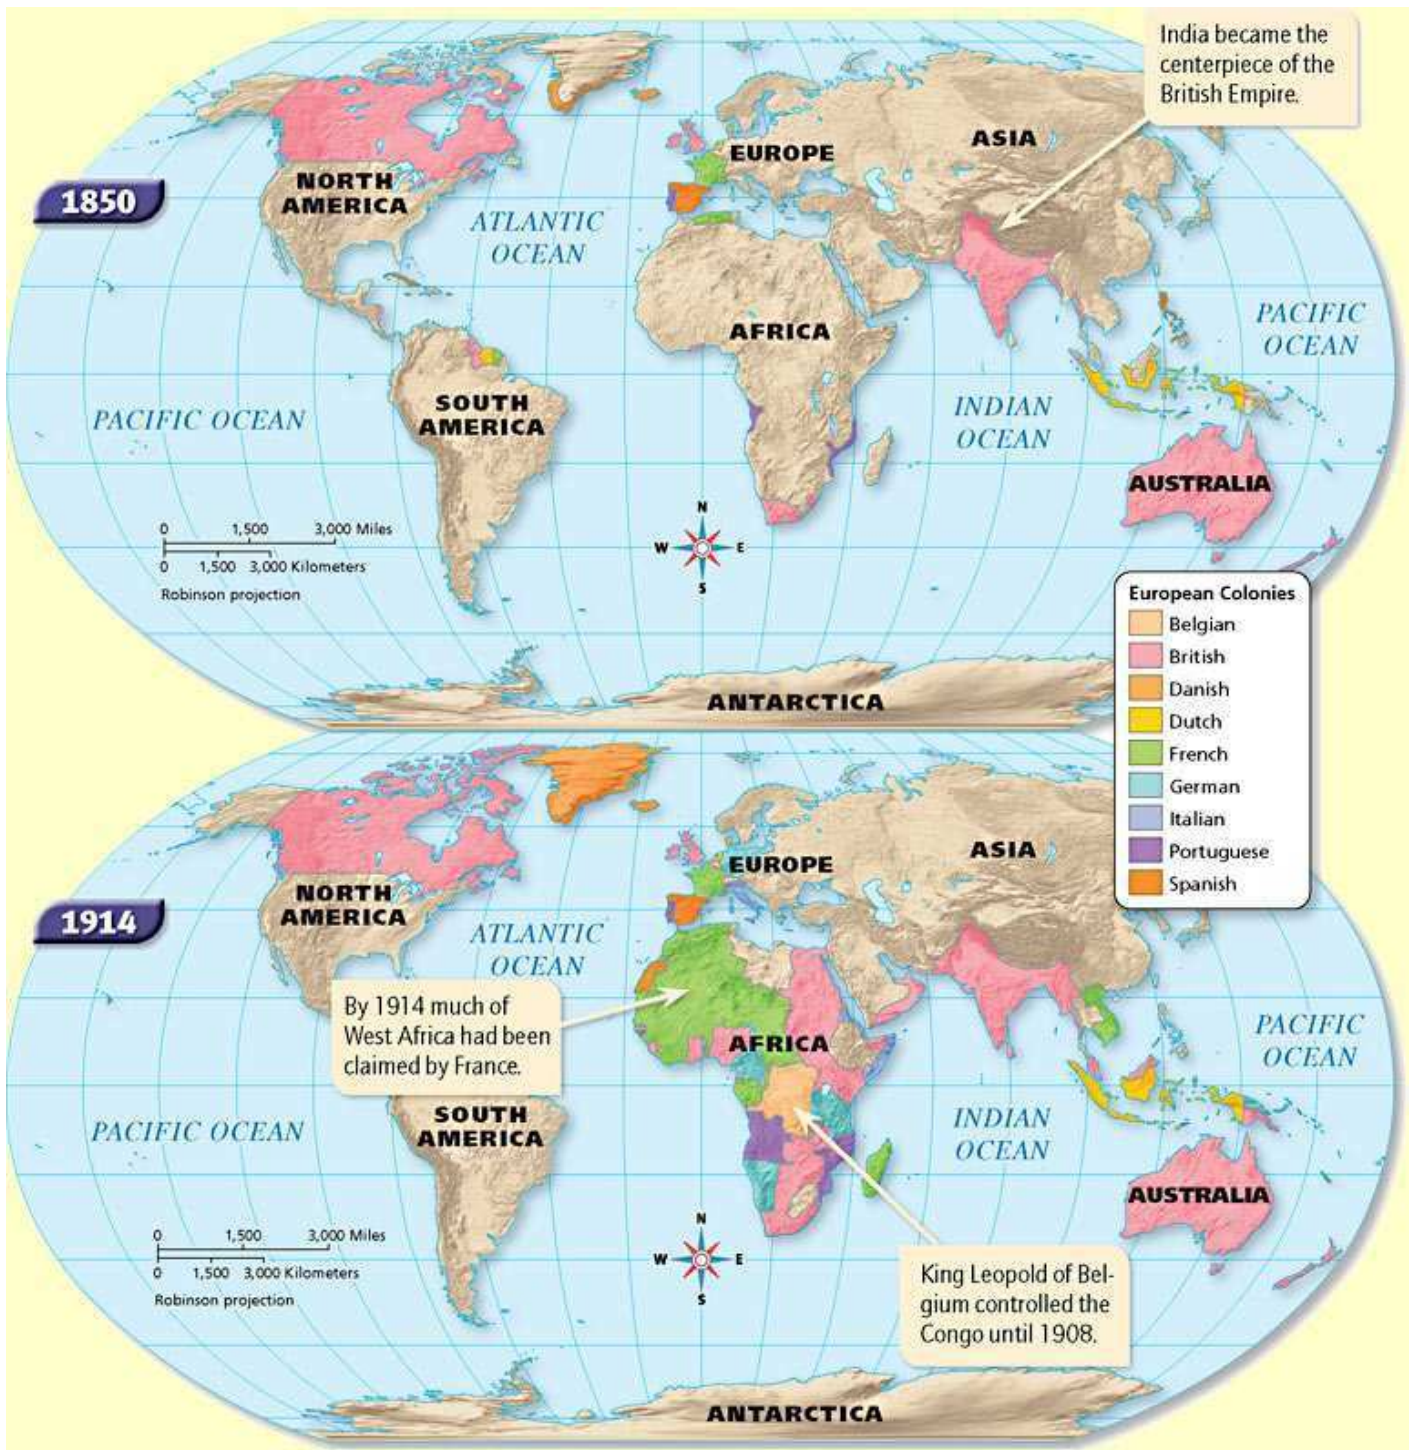 India became the
centerpiece of the
British Empire.
1850
NORTH
AMERICA
ATLANTIC
OCEAN
EUROPE
ASIA
AFRICA
PACIFIC
OCEAN
PACIFIC OCEAN
SOUTH
AMERICA
INDIAN
OCEAN
AUSTRALIA
N
W E
S
0 1,500 3,000 Miles
0 1,500 3,000 Kilometers
Robinson projection
ANTARCTICA
European Colonies
Belgian
British
Danish
Dutch
French
German
Italian
Portuguese
Spanish
1914
NORTH
AMERICA
ATLANTIC
OCEAN
EUROPE
ASIA
By 1914 much of
West Africa had been
claimed by France.
AFRICA
PACIFIC
OCEAN
PACIFIC OCEAN
SOUTH
AMERICA
INDIAN
OCEAN
AUSTRALIA
N
W E
S
0 1,500 3,000 Miles
0 1,500 3,000 Kilometers
Robinson projection
King Leopold of Bel-
gium controlled the
Congo until 1908.
ANTARCTICA